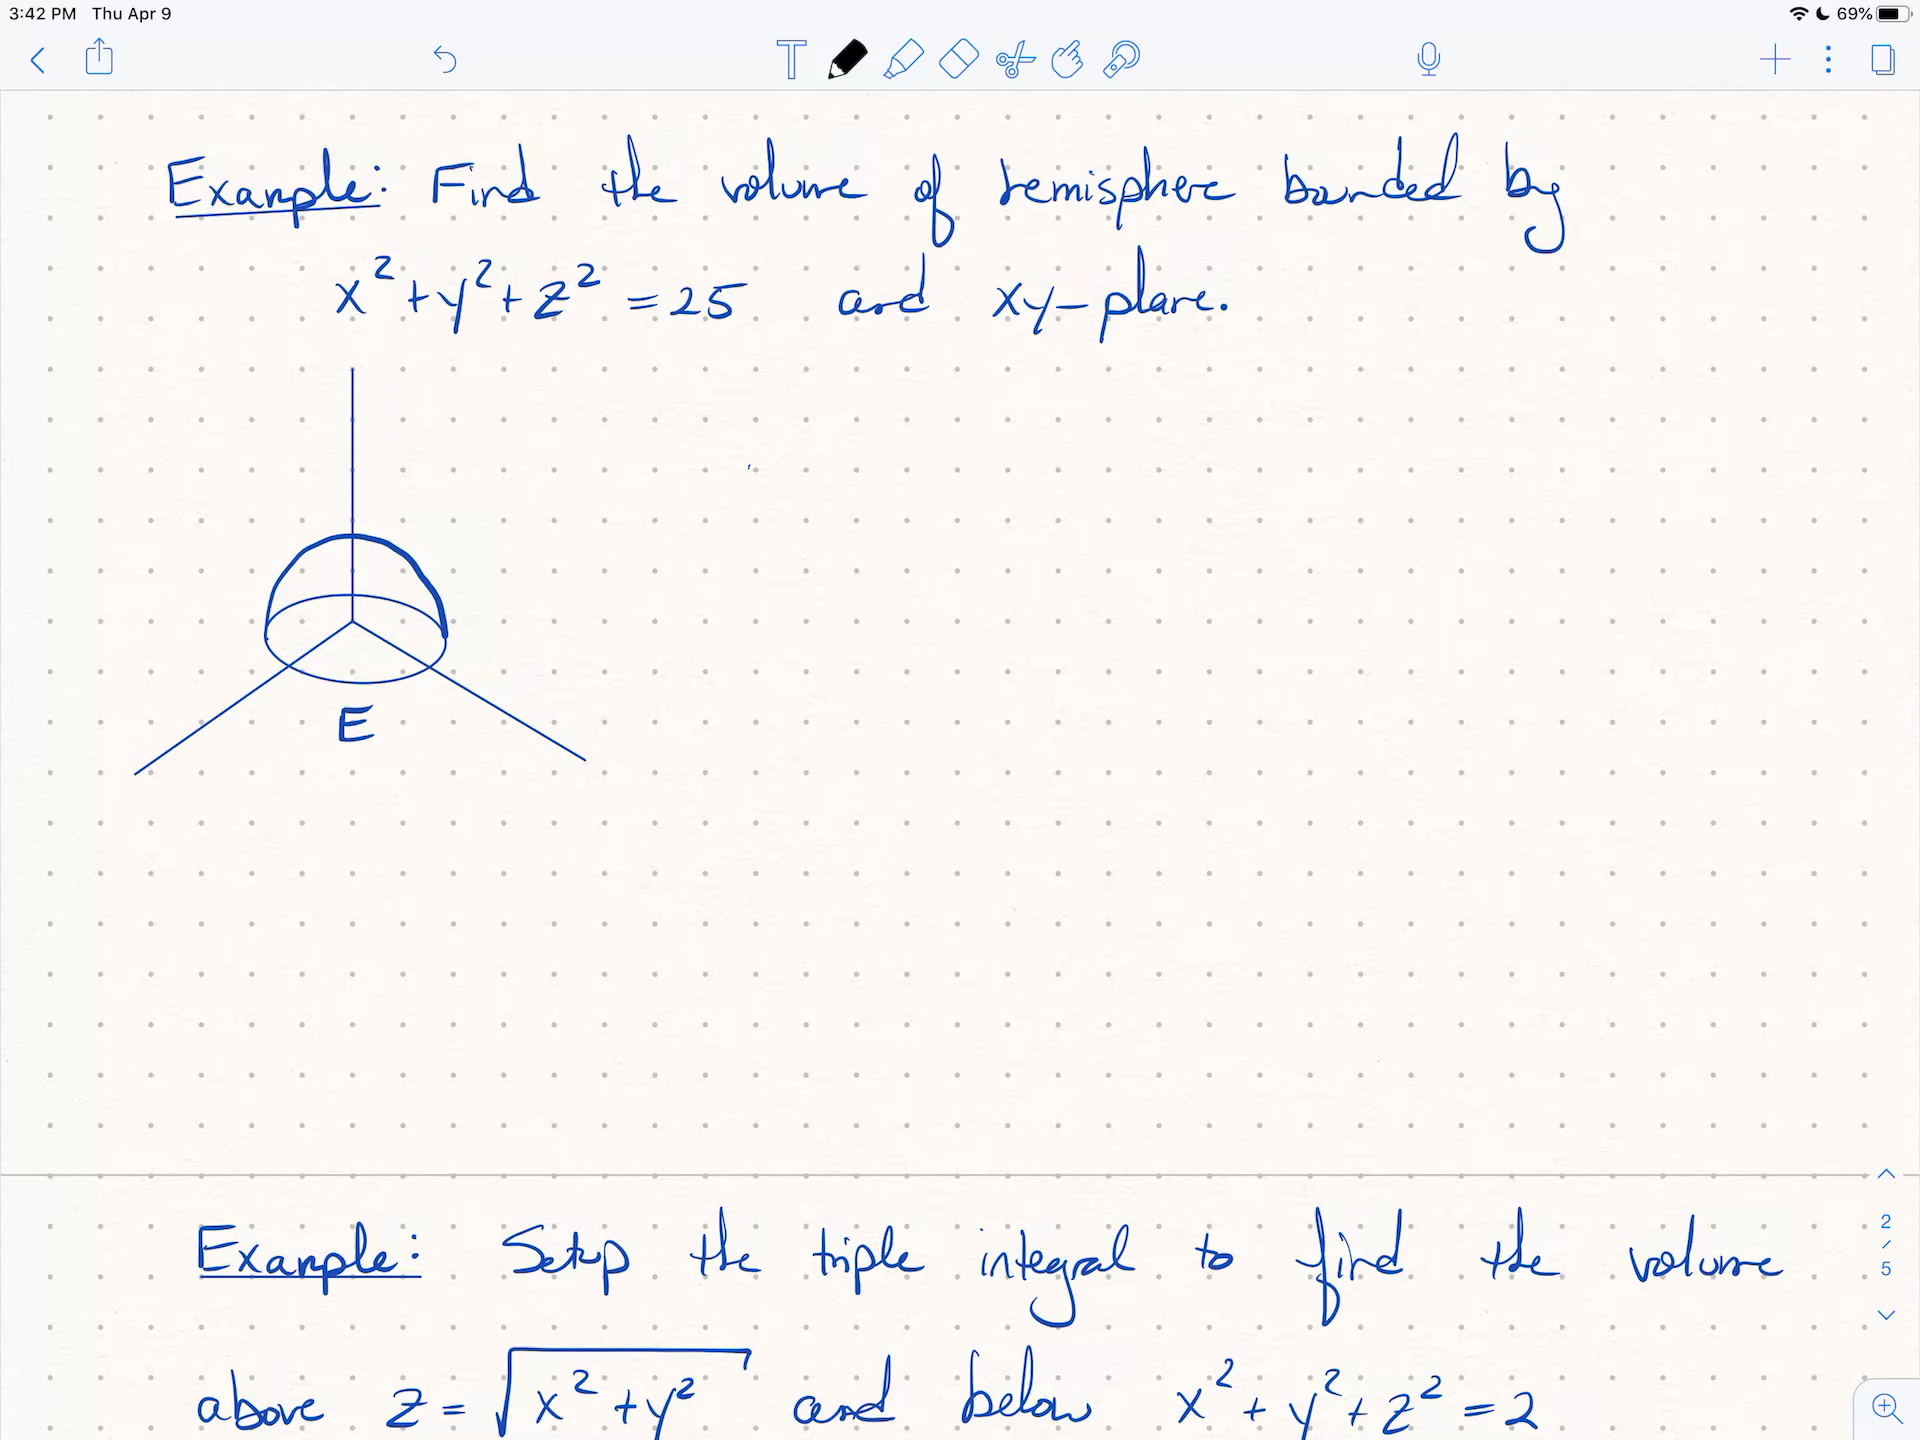 3:42 PM Thu Apr 9 69%
T
Example: Find the volume of hemisphere bounded by
x² + y² + z² = 25 and xy-plane.
E
Example: Setup the triple integral to find the volume
above z = √(x² + y²) and below x² + y² + z² = 2
2
/
5